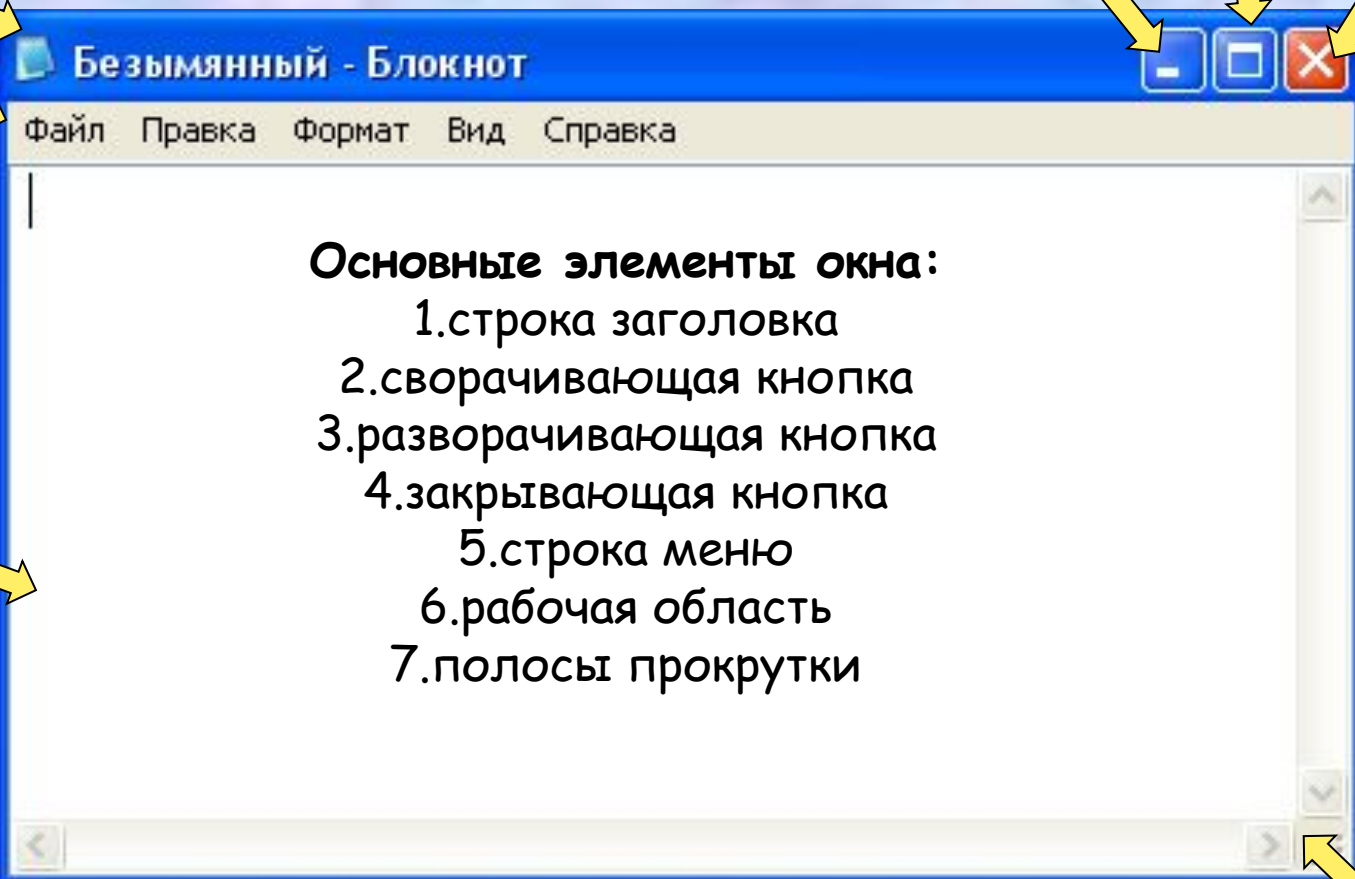 Безымянный - Блокнот
Файл Правка Формат Вид Справка
Основные элементы окна:
1.строка заголовка
2.сворачивающая кнопка
3.разворачивающая кнопка
4.закрывающая кнопка
5.строка меню
6.рабочая область
7.полосы прокрутки